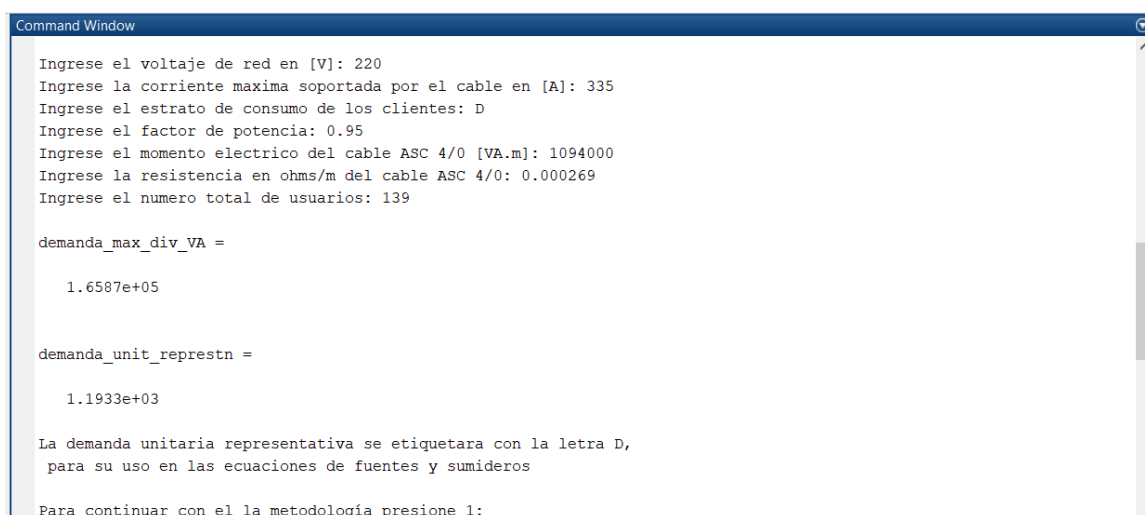 Command Window
Ingrese el voltaje de red en [V]: 220
Ingrese la corriente maxima soportada por el cable en [A]: 335
Ingrese el estrato de consumo de los clientes: D
Ingrese el factor de potencia: 0.95
Ingrese el momento electrico del cable ASC 4/0 [VA.m]: 1094000
Ingrese la resistencia en ohms/m del cable ASC 4/0: 0.000269
Ingrese el numero total de usuarios: 139
demanda_max_div_VA =
1.6587e+05
demanda_unit_represtn =
1.1933e+03
La demanda unitaria representativa se etiquetara con la letra D,
para su uso en las ecuaciones de fuentes y sumideros
Para continuar con el la metodología presione 1: